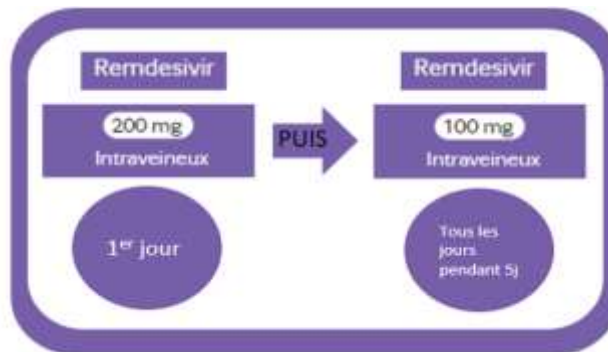 Remdesivir
200 mg
Intraveineux
1er jour
PUIS
Remdesivir
100 mg
Intraveineux
Tous les
jours
pendant 5j